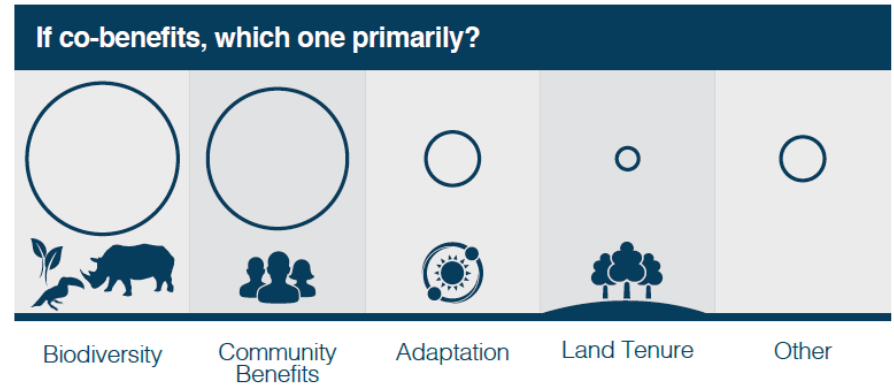 If co-benefits, which one primarily?
Biodiversity
Community
Benefits
Adaptation
Land Tenure
Other